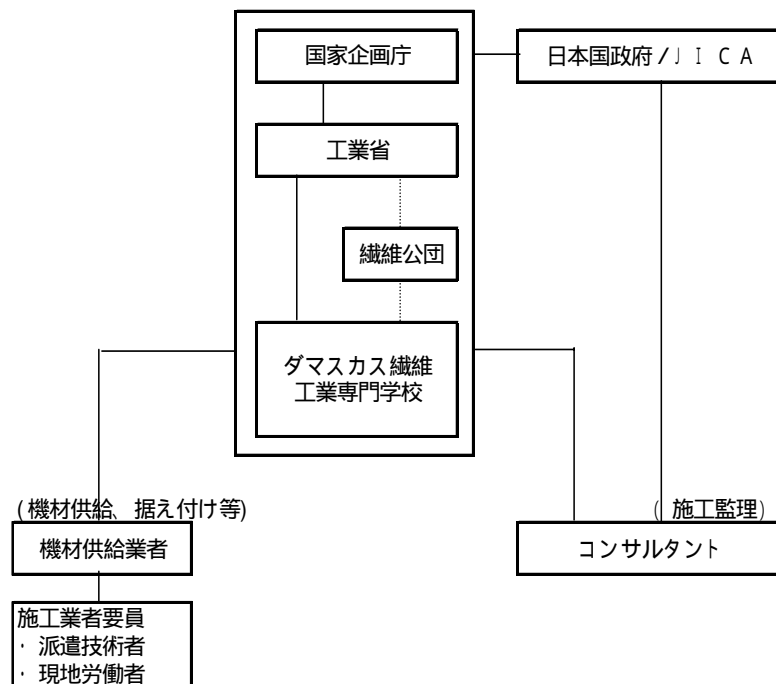 国家企画庁
日本国政府/JICA
工業省
繊維公団
ダマスカス繊維
工業専門学校
(機材供給、据え付け等)
(施工監理)
機材供給業者
コンサルタント
施工業者要員
・派遣技術者
・現地労働者